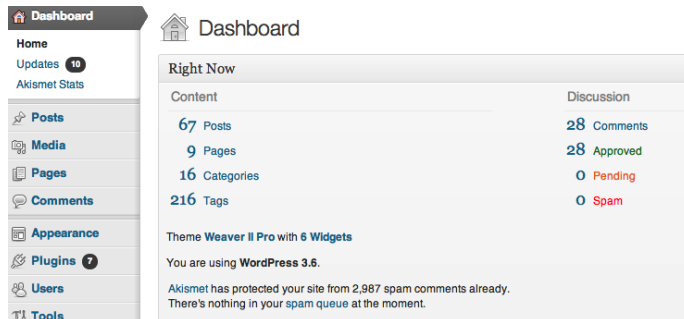 Dashboard
Home
Updates 10
Akismet Stats
Posts
Media
Pages
Comments
Appearance
Plugins 7
Users
Tools
Dashboard
Right Now
Content
67 Posts
9 Pages
16 Categories
216 Tags
Discussion
28 Comments
28 Approved
0 Pending
0 Spam
Theme Weaver II Pro with 6 Widgets
You are using WordPress 3.6.
Akismet has protected your site from 2,987 spam comments already.
There's nothing in your spam queue at the moment.